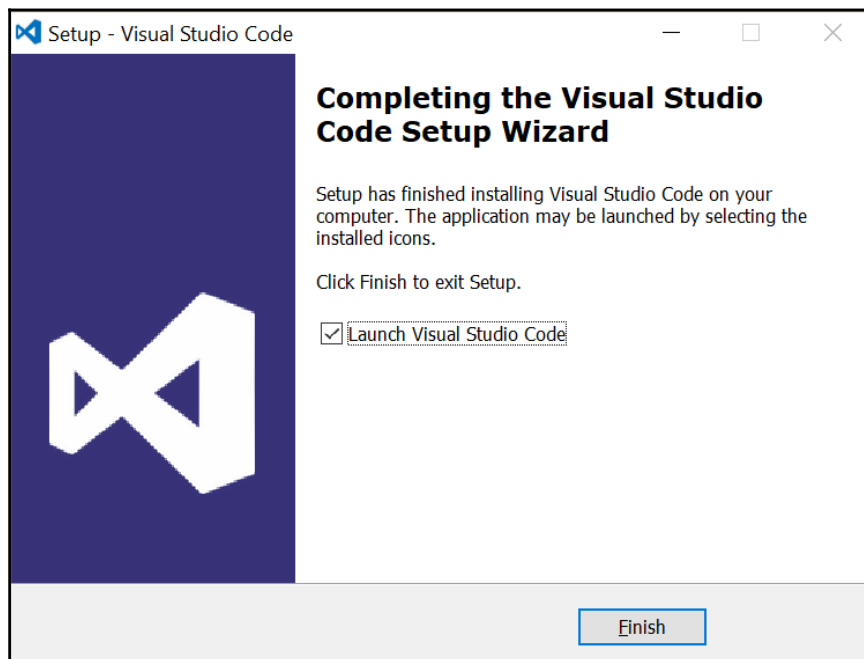 Setup - Visual Studio Code
Completing the Visual Studio
Code Setup Wizard
Setup has finished installing Visual Studio Code on your
computer. The application may be launched by selecting the
installed icons.
Click Finish to exit Setup.
Launch Visual Studio Code
Finish